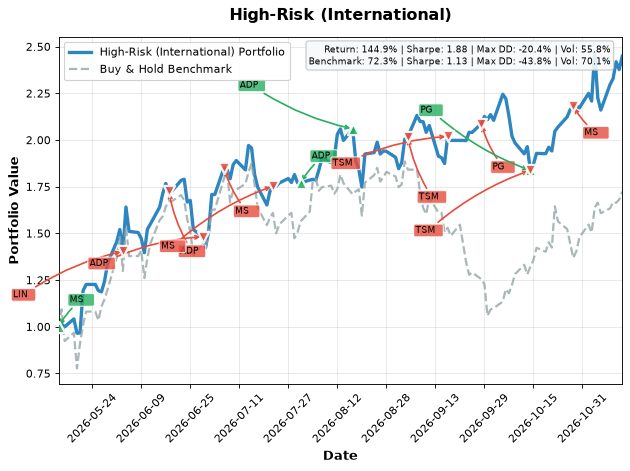 High-Risk (International)
High-Risk (International) Portfolio
Buy & Hold Benchmark
Return: 144.9% | Sharpe: 1.88 | Max DD: -20.4% | Vol: 55.8%
Benchmark: 72.3% | Sharpe: 1.13 | Max DD: -43.8% | Vol: 70.1%
Portfolio Value
2.50
2.25
2.00
1.75
1.50
1.25
1.00
0.75
ADP
PG
MS
ADP
TSM
PG
TSM
MS
TSM
MS
DP
ADP
LIN
MS
2026-05-24
2026-06-09
2026-06-25
2026-07-11
2026-07-27
2026-08-12
2026-08-28
2026-09-13
2026-09-29
2026-10-15
2026-10-31
Date